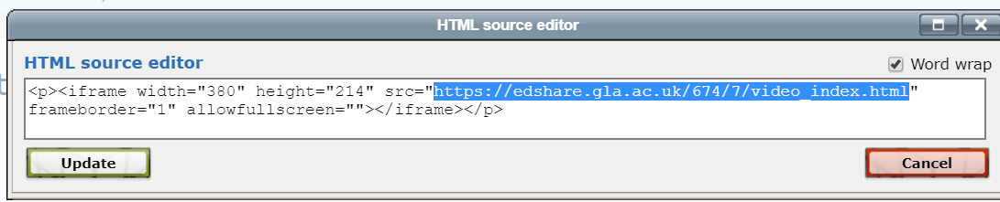 HTML source editor
HTML source editor
Word wrap
<p><iframe width="380" height="214" src="https://edshare.gla.ac.uk/674/7/video_index.html"
frameborder="1" allowfullscreen=""></iframe></p>
Update
Cancel